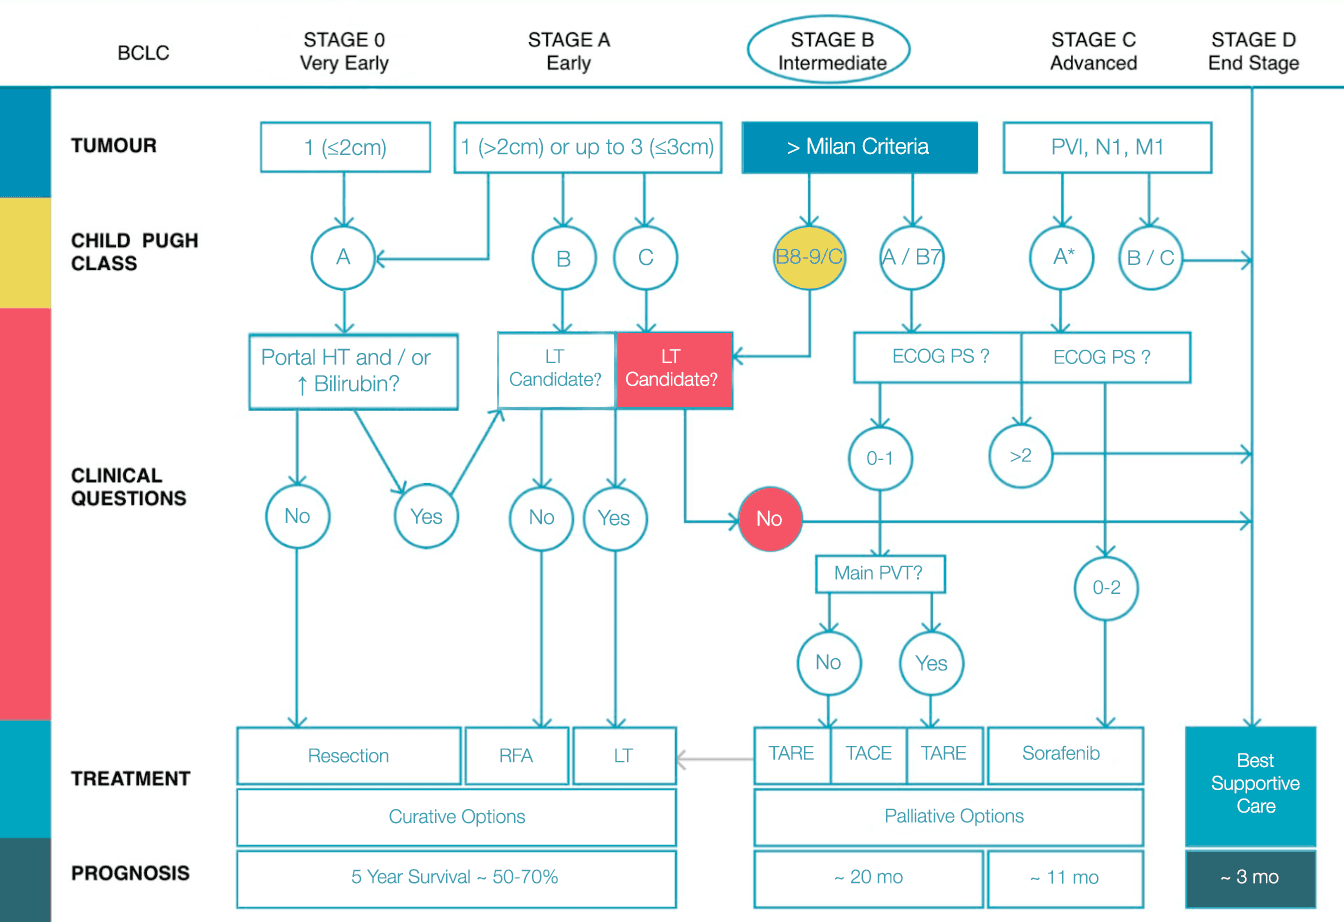 BCLC
STAGE 0
Very Early
STAGE A
Early
STAGE B
Intermediate
STAGE C
Advanced
STAGE D
End Stage
TUMOUR
1 (≤2cm)
1 (>2cm) or up to 3 (≤3cm)
> Milan Criteria
PVI, N1, M1
CHILD PUGH
CLASS
A
B
C
B8-9/C
A / B7
A*
B / C
CLINICAL
QUESTIONS
Portal HT and / or
↑ Bilirubin?
LT
Candidate?
LT
Candidate?
ECOG PS ?
ECOG PS ?
0-1
>2
No
Yes
No
Yes
No
Main PVT?
0-2
No
Yes
TREATMENT
Resection
RFA
LT
TARE
TACE
TARE
Sorafenib
Best
Supportive
Care
Curative Options
Palliative Options
PROGNOSIS
5 Year Survival ~ 50-70%
~ 20 mo
~ 11 mo
~ 3 mo